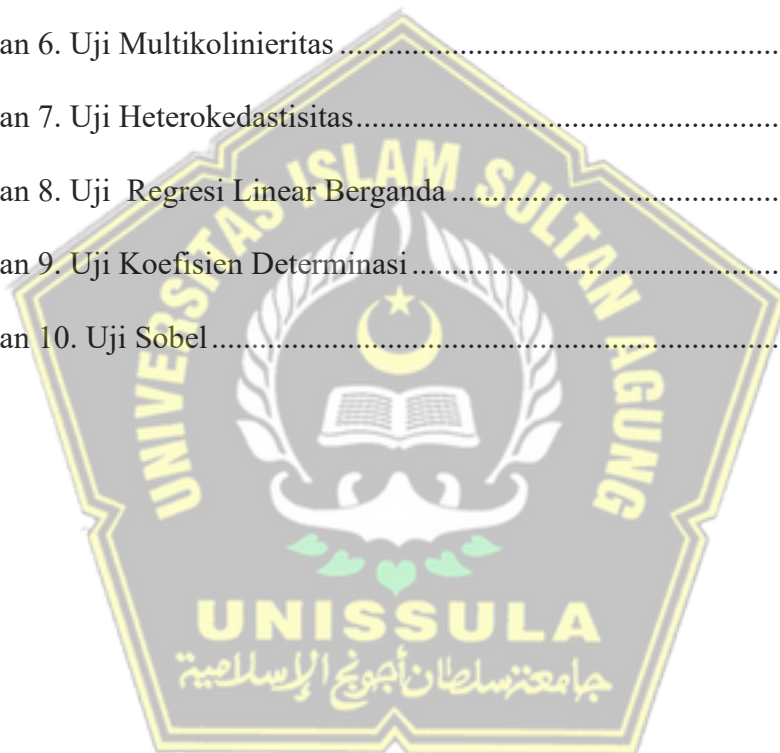 an 6. Uji Multikolinieritas
an 7. Uji Heterokedastisitas
an 8. Uji Regresi Linear Berganda
an 9. Uji Koefisien Determinasi
an 10. Uji Sobel
UNIVERSITAS ISLAM SULTAN AGUNG
UNISSULA
جامعة سلطان أجونج الإسلامية